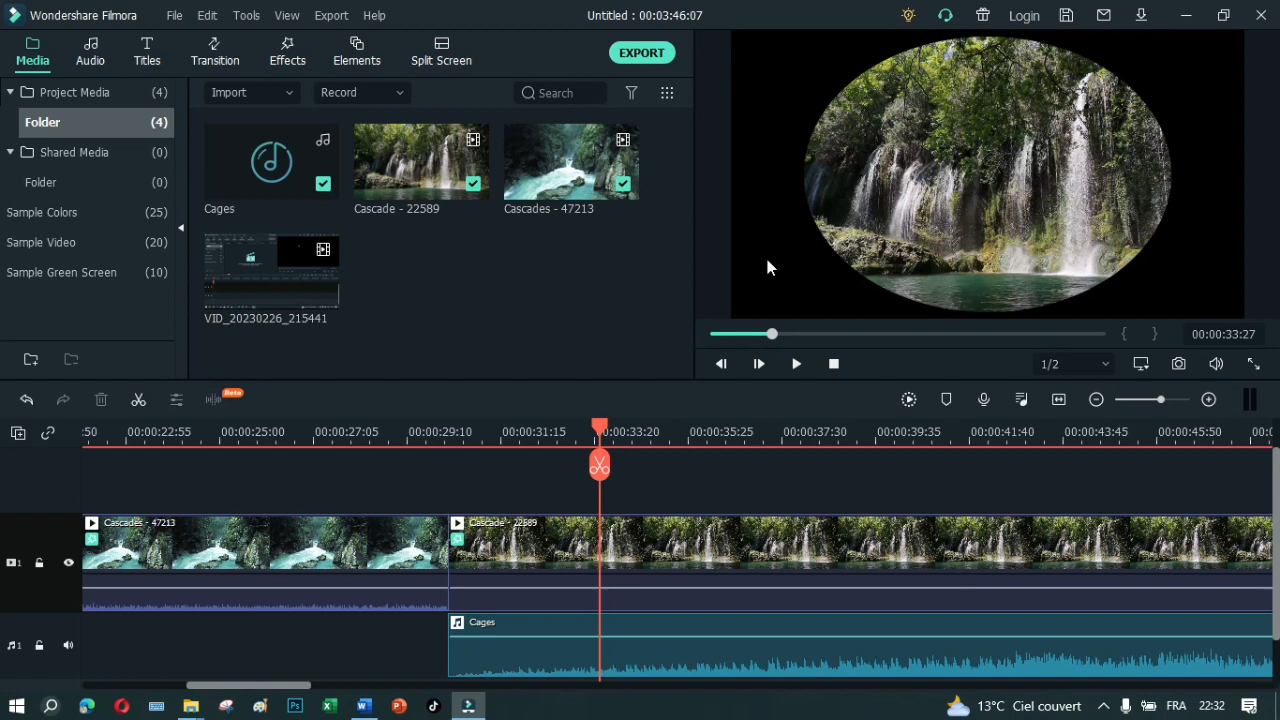 Wondershare Filmora File Edit Tools View Export Help Untitled : 00:03:46:07 Login
Media Audio Titles Transition Effects Elements Split Screen EXPORT
Project Media (4)
Folder (4)
Shared Media (0)
Folder (0)
Sample Colors (25)
Sample Video (20)
Sample Green Screen (10)
Import Record Search
Cages Cascade - 22589 Cascades - 47213
VID_20230226_215441
00:00:33:27
1/2
Beta
:50 00:00:22:55 00:00:25:00 00:00:27:05 00:00:29:10 00:00:31:15 00:00:33:20 00:00:35:25 00:00:37:30 00:00:39:35 00:00:41:40 00:00:43:45 00:00:45:50
Cascades - 47213 Cascade - 22589
1
Cages
1
13°C Ciel couvert FRA 22:32